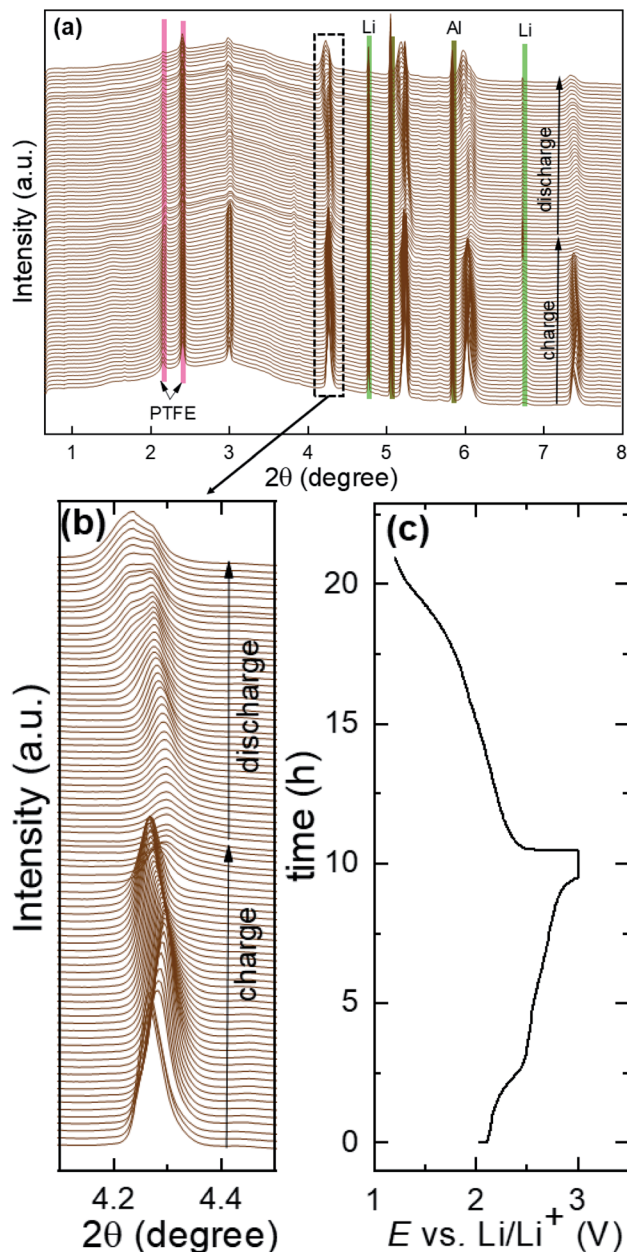 (a)
Li
Al
Li
Intensity (a.u.)
discharge
charge
PTFE
1 2 3 4 5 6 7 8
2θ (degree)
(b)
Intensity (a.u.)
discharge
charge
4.2 4.4
2θ (degree)
(c)
time (h)
20
15
10
5
0
1 2 3
E vs. Li/Li+ (V)